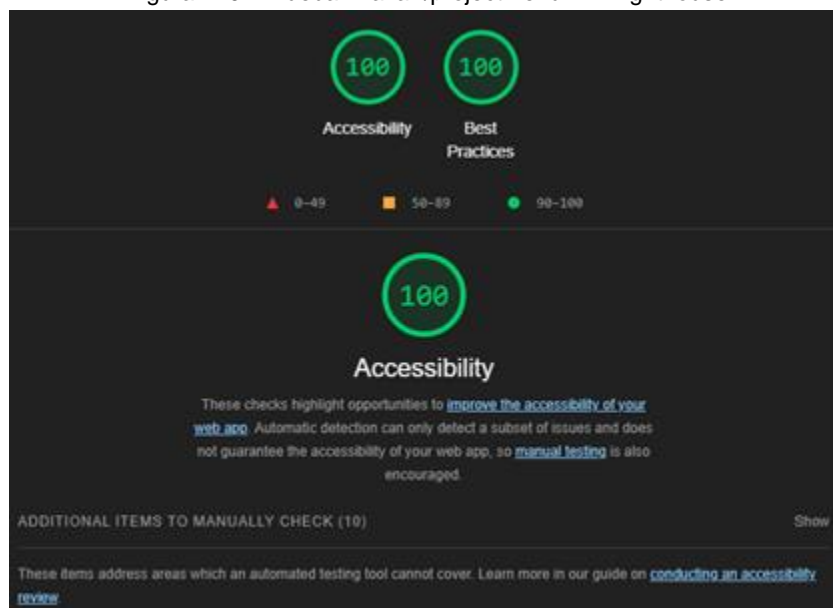 100 100
Accessibility Best
Practices
0–49 50–89 90–100
100
Accessibility
These checks highlight opportunities to improve the accessibility of your
web app. Automatic detection can only detect a subset of issues and does
not guarantee the accessibility of your web app, so manual testing is also
encouraged.
ADDITIONAL ITEMS TO MANUALLY CHECK (10) Show
These items address areas which an automated testing tool cannot cover. Learn more in our guide on conducting an accessibility
review.